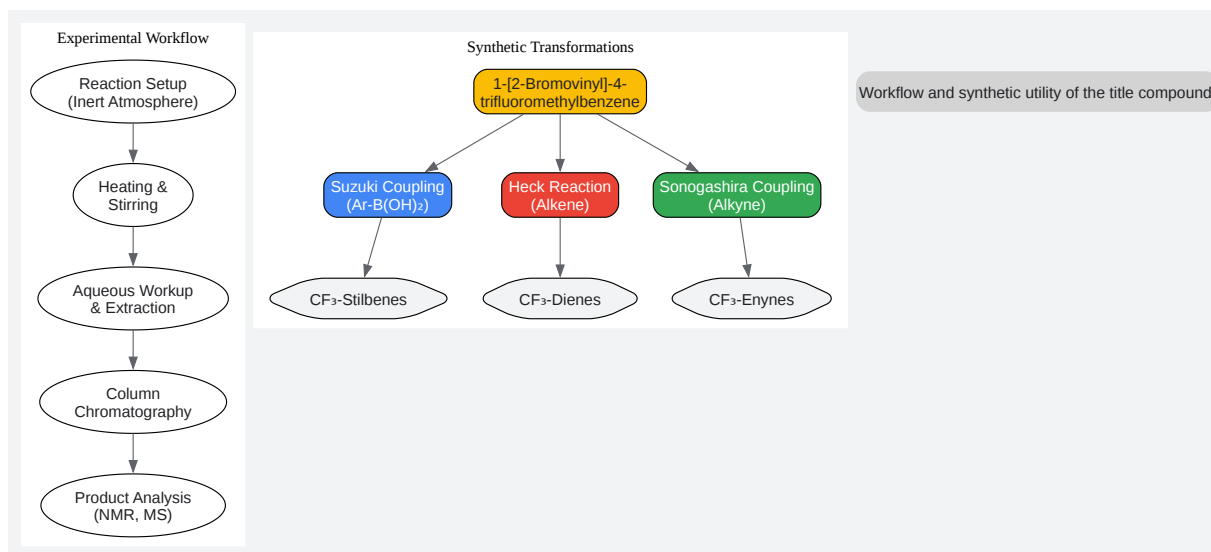 Experimental Workflow
Reaction Setup
(Inert Atmosphere)
Heating &
Stirring
Aqueous Workup
& Extraction
Column
Chromatography
Product Analysis
(NMR, MS)
Synthetic Transformations
1-[2-Bromovinyl]-4-
trifluoromethylbenzene
Suzuki Coupling
(Ar-B(OH)₂)
Heck Reaction
(Alkene)
Sonogashira Coupling
(Alkyne)
CF₃-Stilbenes
CF₃-Dienes
CF₃-Enynes
Workflow and synthetic utility of the title compound